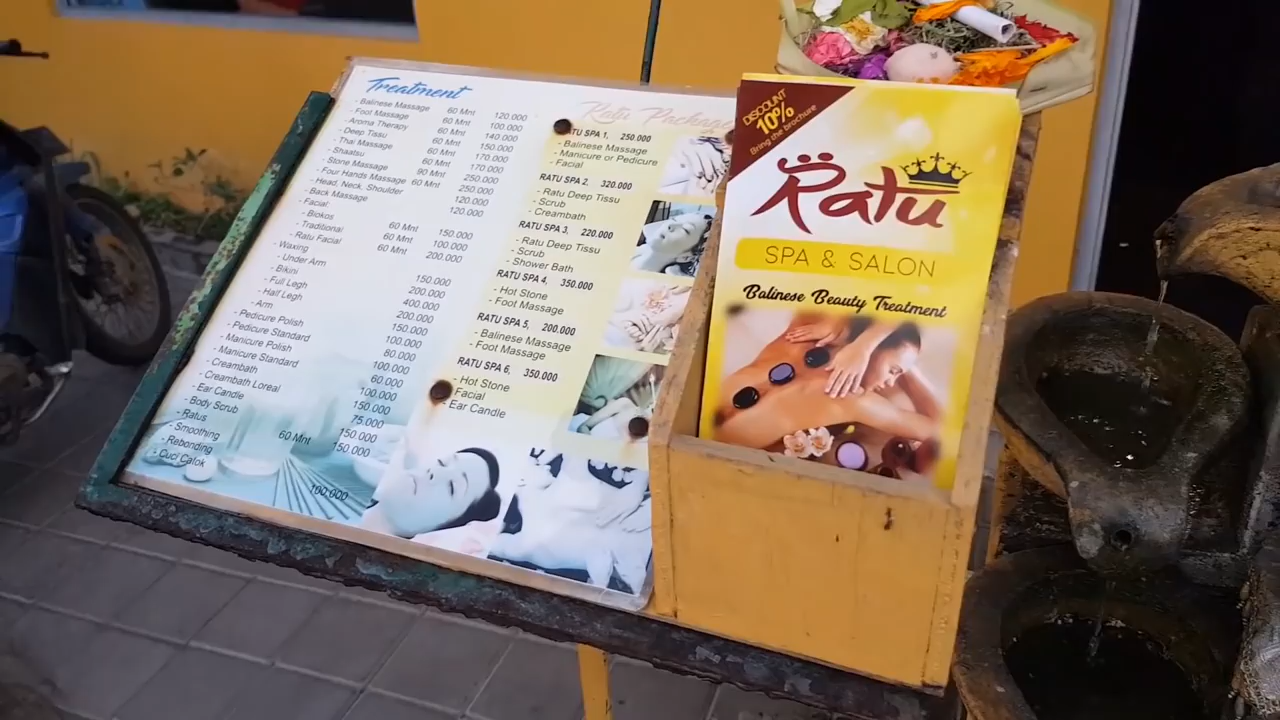 Treatment
- Balinese Massage 60 Mnt 120.000
- Foot Massage 60 Mnt 100.000
- Aroma Therapy 60 Mnt 140.000
- Deep Tissu 60 Mnt 150.000
- Thai Massage 60 Mnt 170.000
- Shaatsu 60 Mnt 170.000
- Stone Massage 90 Mnt 250.000
- Four Hands Massage 60 Mnt 250.000
- Head, Neck, Shoulder 60 Mnt 120.000
- Back Massage 120.000
- Facial
- Biokos 60 Mnt 150.000
- Traditional 60 Mnt 100.000
- Ratu Facial 60 Mnt 200.000
- Waxing
- Under Arm 150.000
- Bikini 200.000
- Full Legh 400.000
- Half Legh 200.000
- Arm 150.000
- Pedicure Polish 100.000
- Pedicure Standard 80.000
- Manicure Polish 100.000
- Manicure Standard 60.000
- Creambath 100.000
- Creambath Loreal 150.000
- Ear Candle 75.000
- Body Scrub 60 Mnt 150.000
- Ratus 150.000
- Smoothing
- Rebonding
- Cuci Catok 100.000
Ratu Package
RATU SPA 1, 250.000
- Balinese Massage
- Manicure or Pedicure
- Facial
RATU SPA 2, 320.000
- Ratu Deep Tissu
- Scrub
- Creambath
RATU SPA 3, 220.000
- Ratu Deep Tissu
- Scrub
- Shower Bath
RATU SPA 4, 350.000
- Hot Stone
- Foot Massage
RATU SPA 5, 200.000
- Balinese Massage
- Foot Massage
RATU SPA 6, 350.000
- Hot Stone
- Facial
- Ear Candle
DISCOUNT
10%
Bring the brochure
Ratu
SPA & SALON
Balinese Beauty Treatment